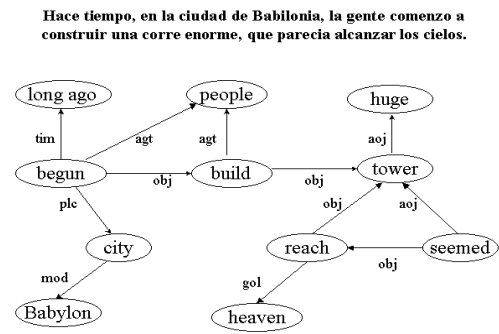 Hace tiempo, en la ciudad de Babilonia, la gente comenzo a
construir una corre enorme, que parecia alcanzar los cielos.
long ago
people
huge
tim
agt
agt
aoj
begun
obj
build
obj
tower
plc
obj
aoj
city
reach
seemed
mod
gol
obj
Babylon
heaven